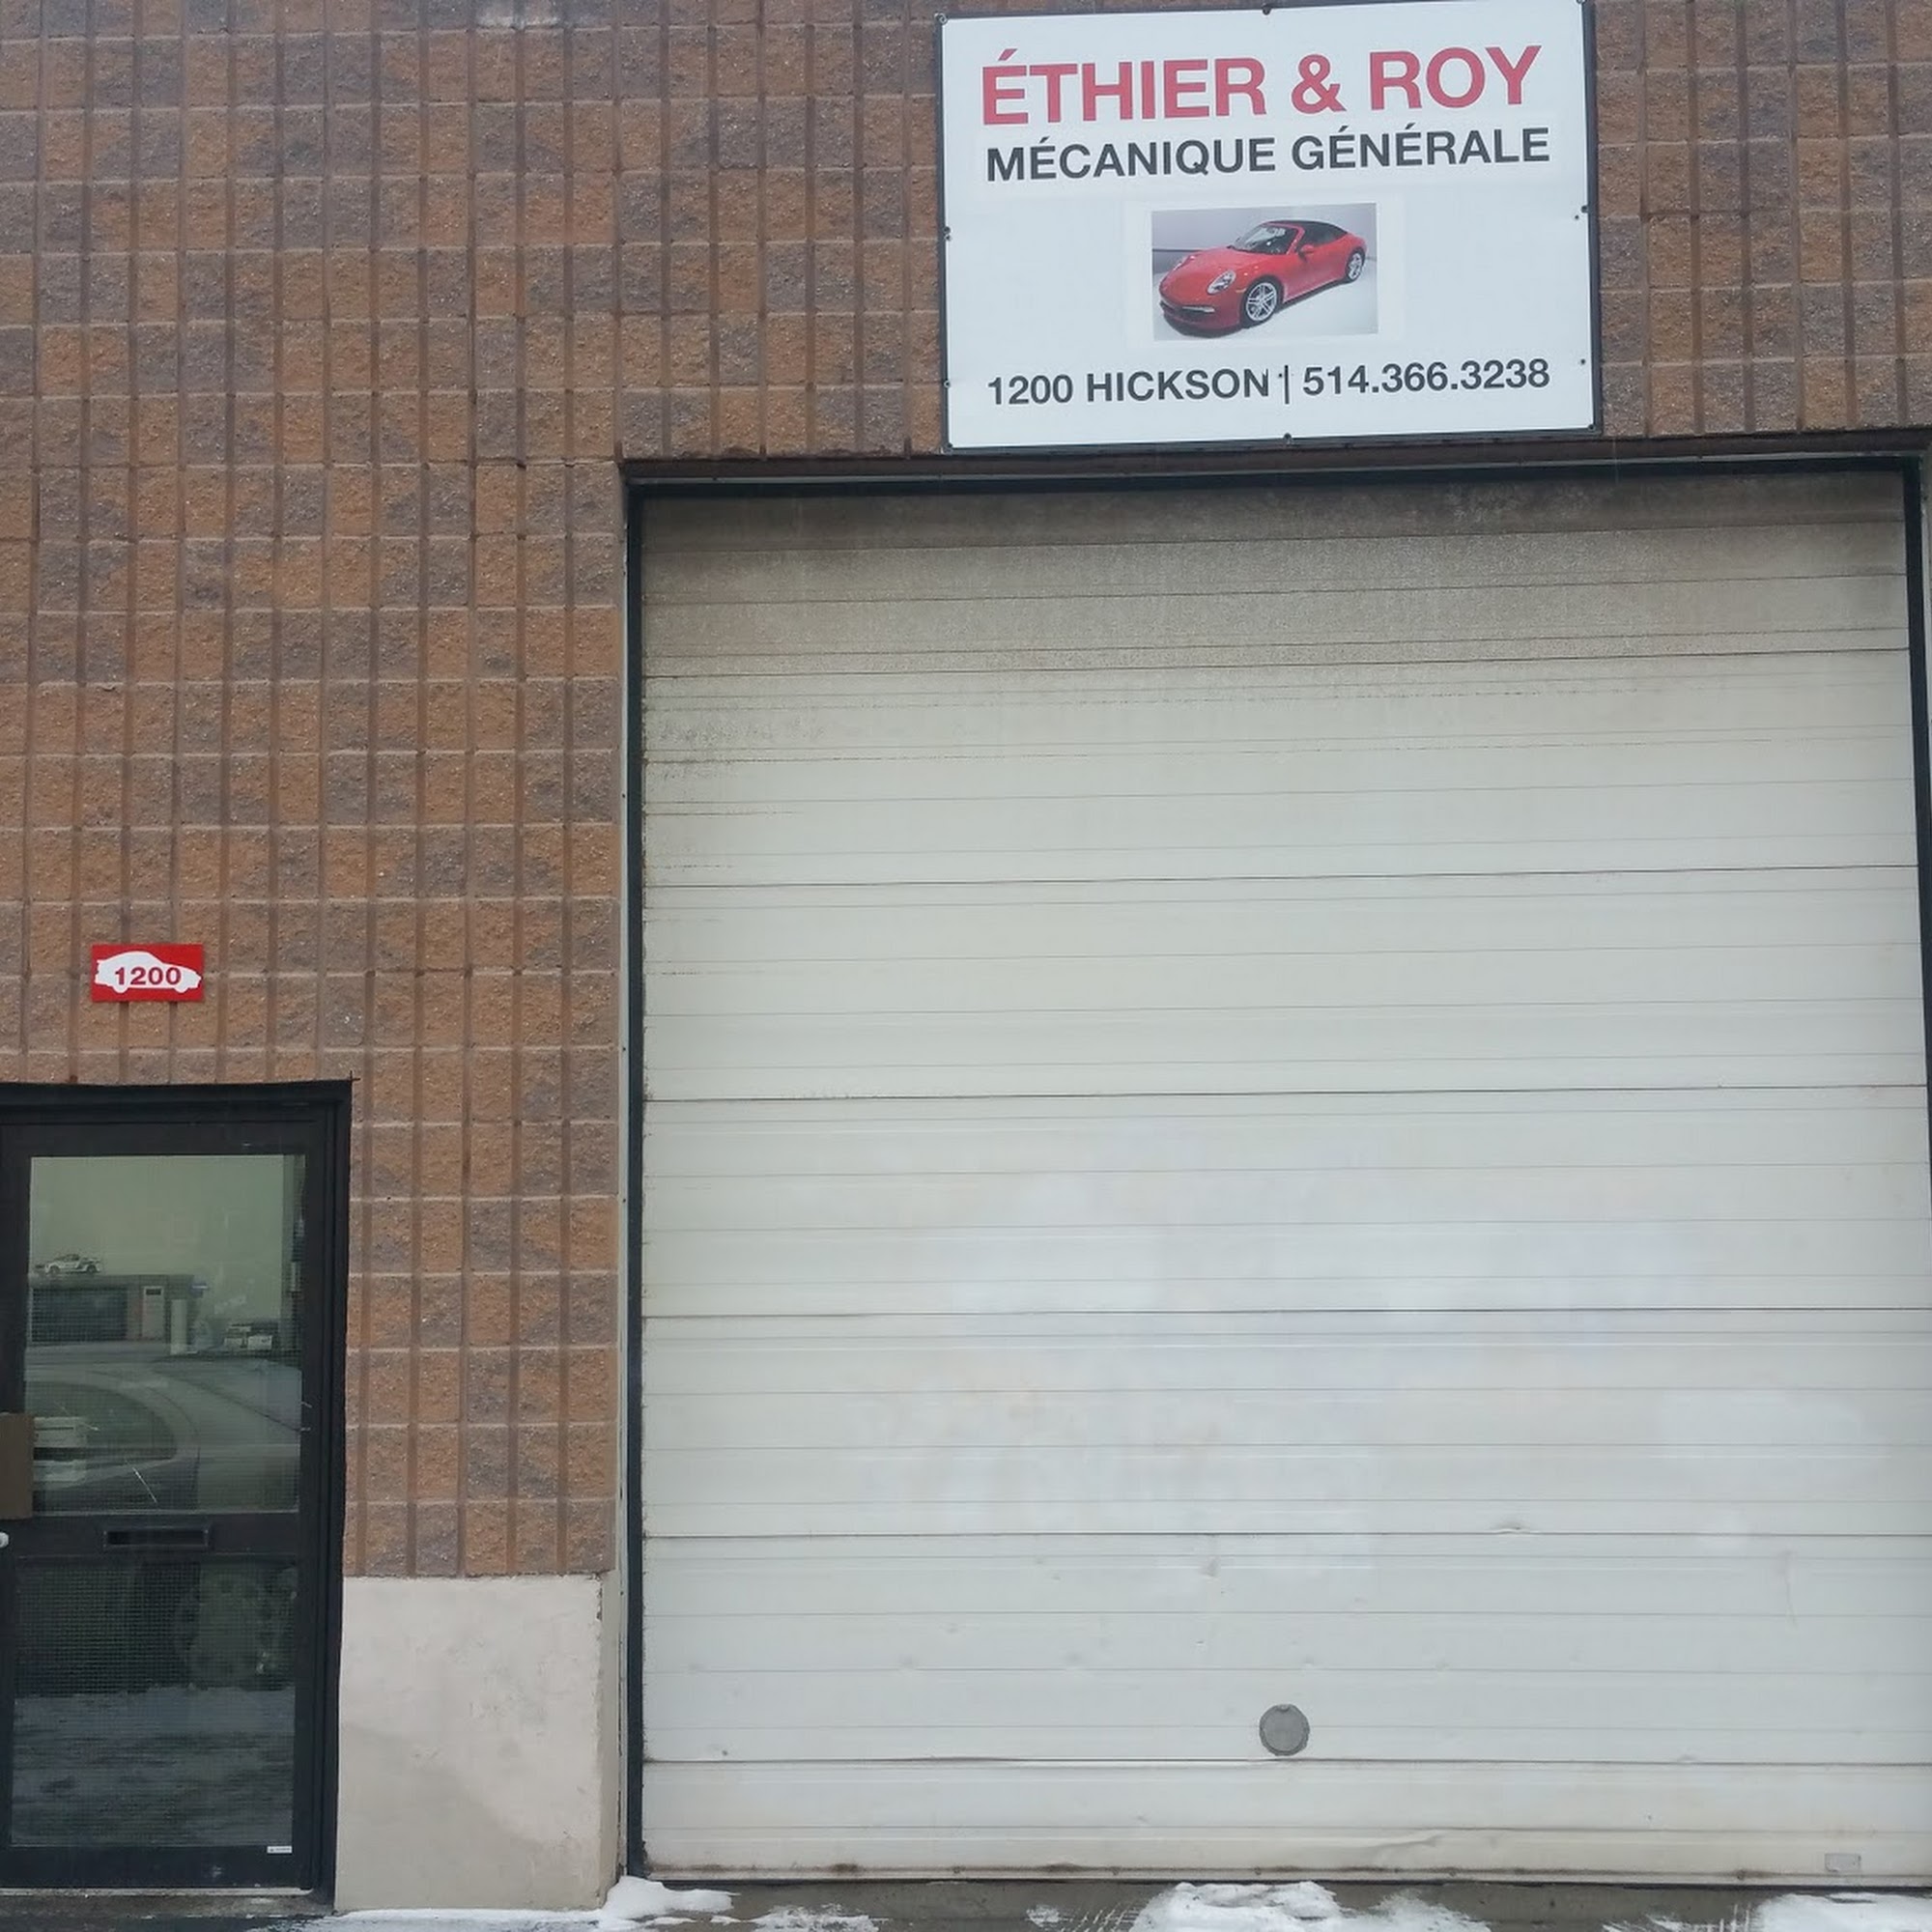 ÉTHIER & ROY
MÉCANIQUE GÉNÉRALE
1200 HICKSON | 514.366.3238
1200